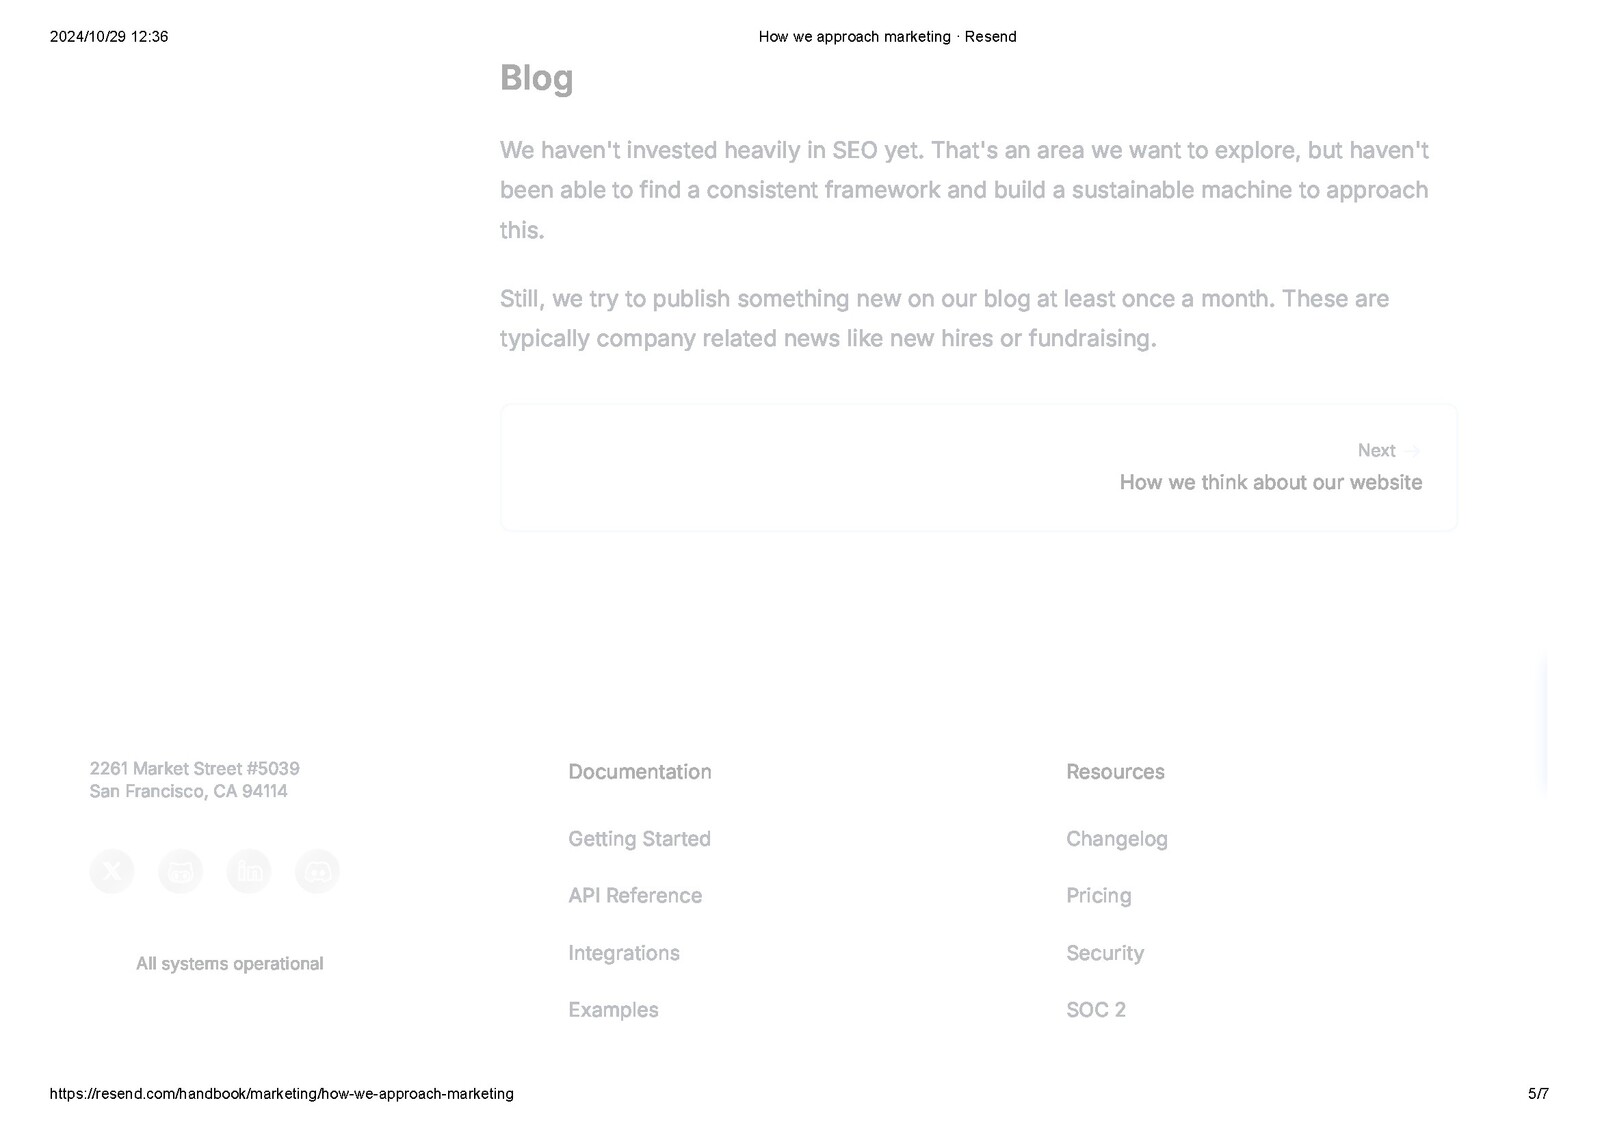 2024/10/29 12:36
How we approach marketing · Resend
Blog
We haven't invested heavily in SEO yet. That's an area we want to explore, but haven't
been able to find a consistent framework and build a sustainable machine to approach
this.
Still, we try to publish something new on our blog at least once a month. These are
typically company related news like new hires or fundraising.
Next →
How we think about our website
2261 Market Street #5039
San Francisco, CA 94114
All systems operational
Documentation
Getting Started
API Reference
Integrations
Examples
Resources
Changelog
Pricing
Security
SOC 2
https://resend.com/handbook/marketing/how-we-approach-marketing
5/7